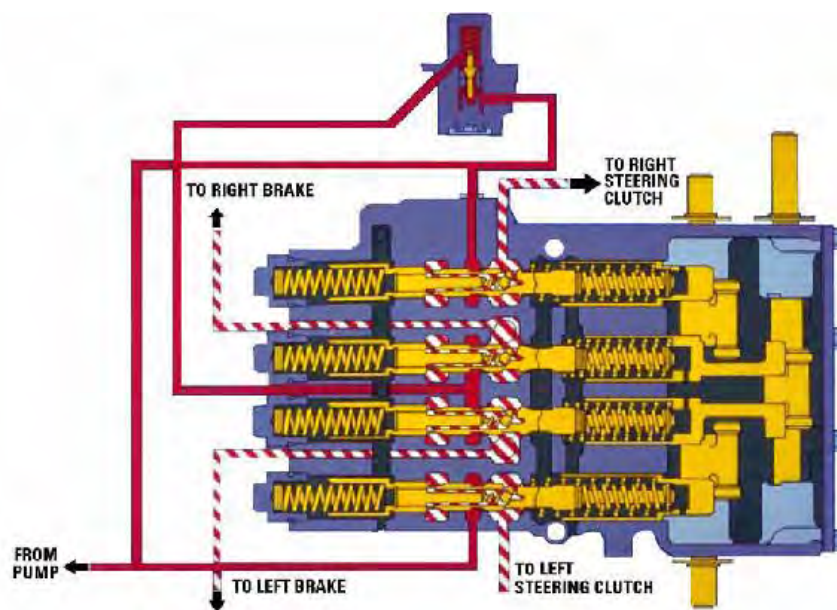 TO RIGHT
STEERING
CLUTCH
TO RIGHT BRAKE
FROM
PUMP
TO LEFT BRAKE
TO LEFT
STEERING CLUTCH